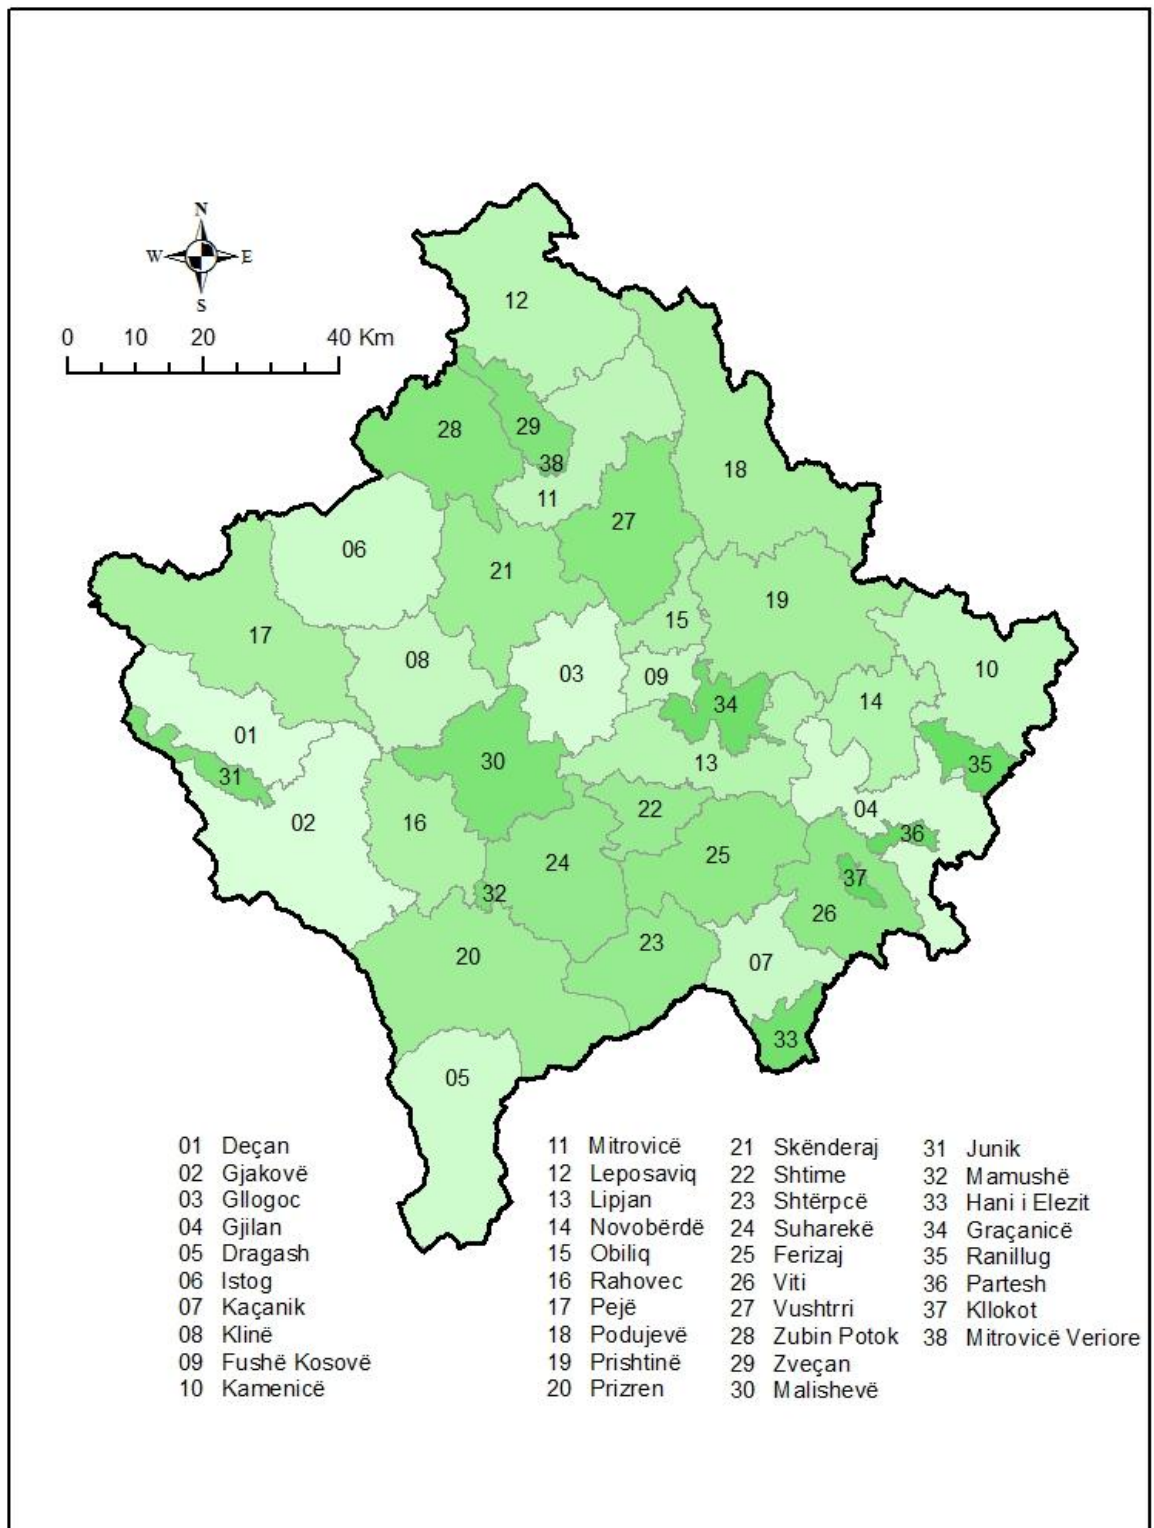 N
W E
S
0 10 20 40 Km
12
28
29
38
18
11
27
06
21
19
15
17
08
03
09
10
14
34
01
30
13
35
31
02
16
22
04
36
24
25
37
32
26
20
23
07
33
05
01 Deçan
02 Gjakovë
03 Gllogoc
04 Gjilan
05 Dragash
06 Istog
07 Kaçanik
08 Klinë
09 Fushë Kosovë
10 Kamenicë
11 Mitrovicë
12 Leposaviq
13 Lipjan
14 Novobërdë
15 Obiliq
16 Rahovec
17 Pejë
18 Podujevë
19 Prishtinë
20 Prizren
21 Skënderaj
22 Shtime
23 Shtërpcë
24 Suharekë
25 Ferizaj
26 Viti
27 Vushtrri
28 Zubin Potok
29 Zveçan
30 Malishevë
31 Junik
32 Mamushë
33 Hani i Elezit
34 Graçanicë
35 Ranillug
36 Partesh
37 Kllokot
38 Mitrovicë Veriore